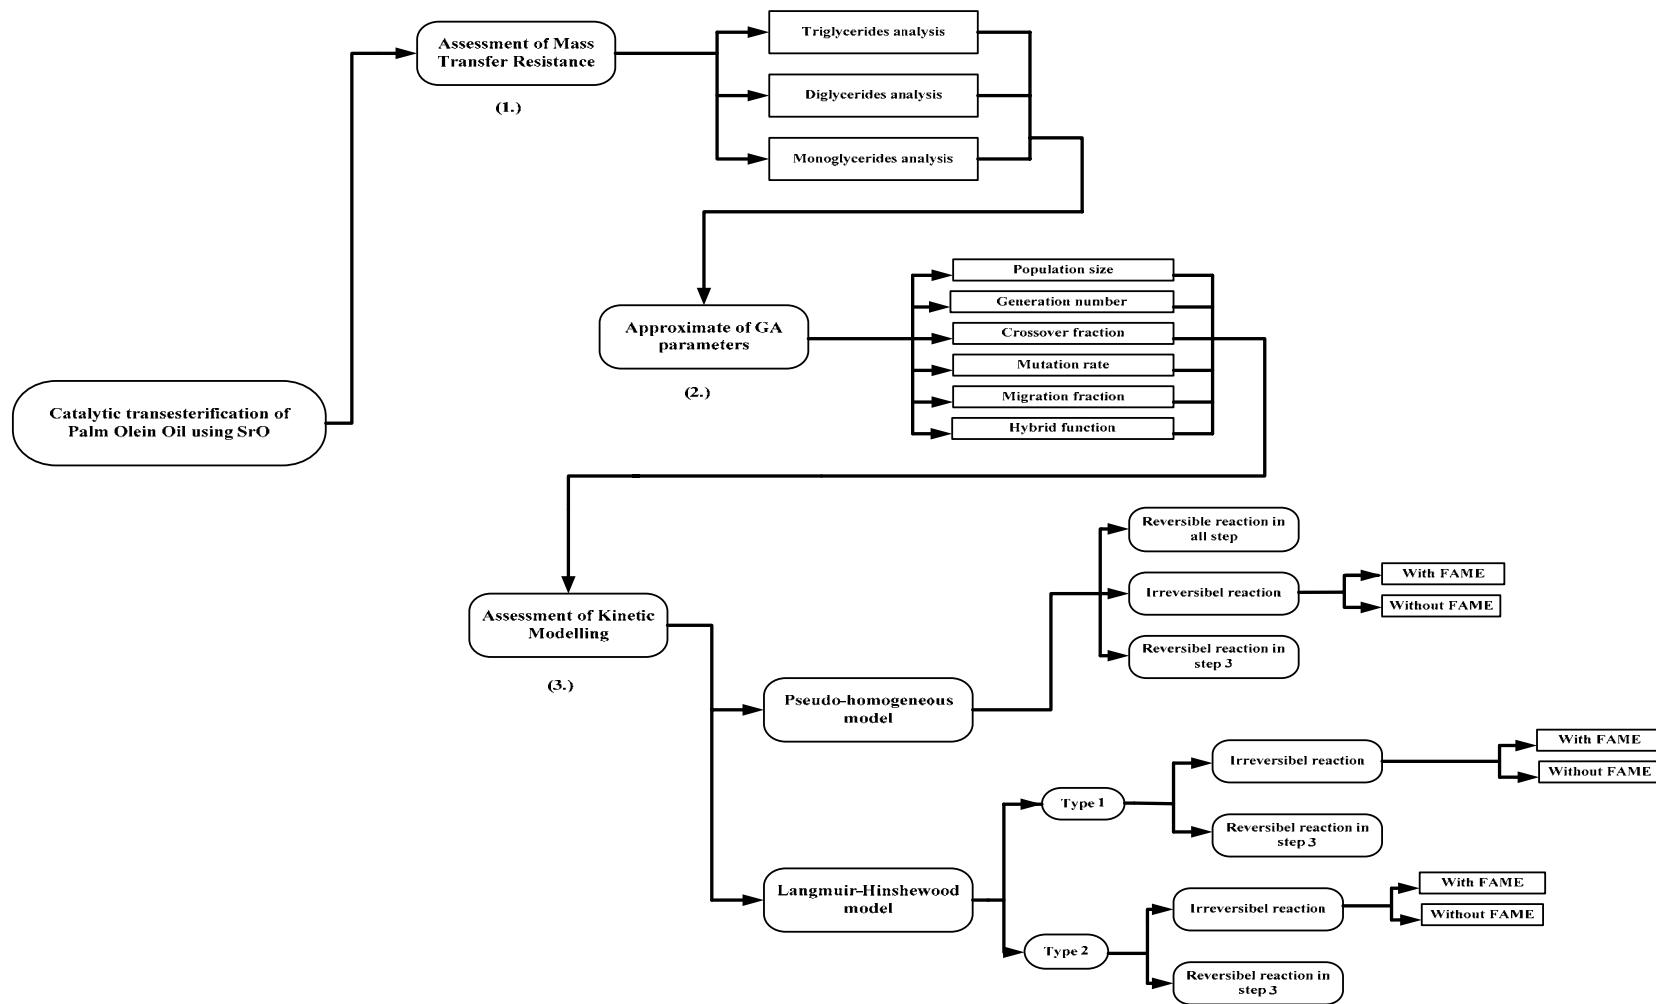 Assessment of Mass
Transfer Resistance
(1.)
Triglycerides analysis
Diglycerides analysis
Monoglycerides analysis
Approximate of GA
parameters
(2.)
Population size
Generation number
Crossover fraction
Mutation rate
Migration fraction
Hybrid function
Catalytic transesterification of
Palm Olein Oil using SrO
Assessment of Kinetic
Modelling
(3.)
Reversible reaction in
all step
Irreversibel reaction
With FAME
Without FAME
Reversibel reaction in
step 3
Pseudo-homogeneous
model
Langmuir-Hinshewood
model
Type 1
Irreversibel reaction
With FAME
Without FAME
Reversibel reaction in
step 3
Type 2
Irreversibel reaction
With FAME
Without FAME
Reversibel reaction in
step 3